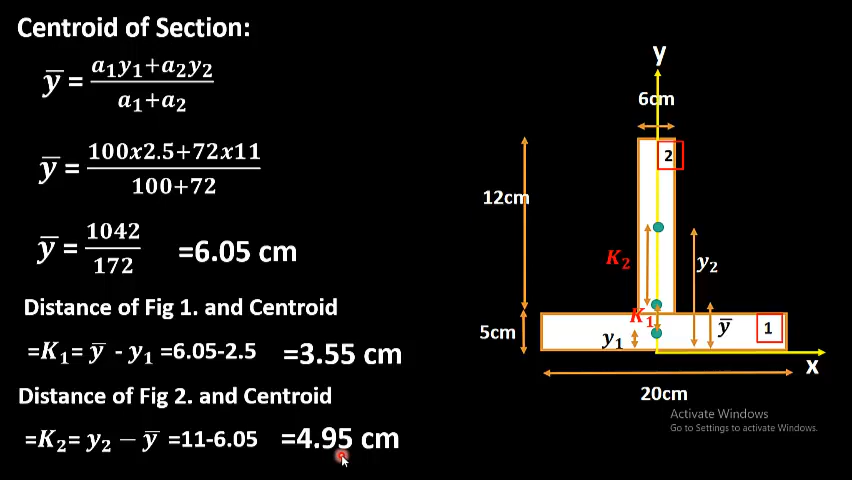 Centroid of Section:
y̅ = a₁y₁+a₂y₂ / a₁+a₂
y̅ = 100x2.5+72x11 / 100+72
y̅ = 1042 / 172 =6.05 cm
Distance of Fig 1. and Centroid
=K₁= y̅ - y₁ =6.05-2.5 =3.55 cm
Distance of Fig 2. and Centroid
=K₂= y₂ − y̅ =11-6.05 =4.95 cm
y
6cm
2
12cm
K₂
y₂
K₁
5cm
y₁
y̅
1
x
20cm
Activate Windows
Go to Settings to activate Windows.